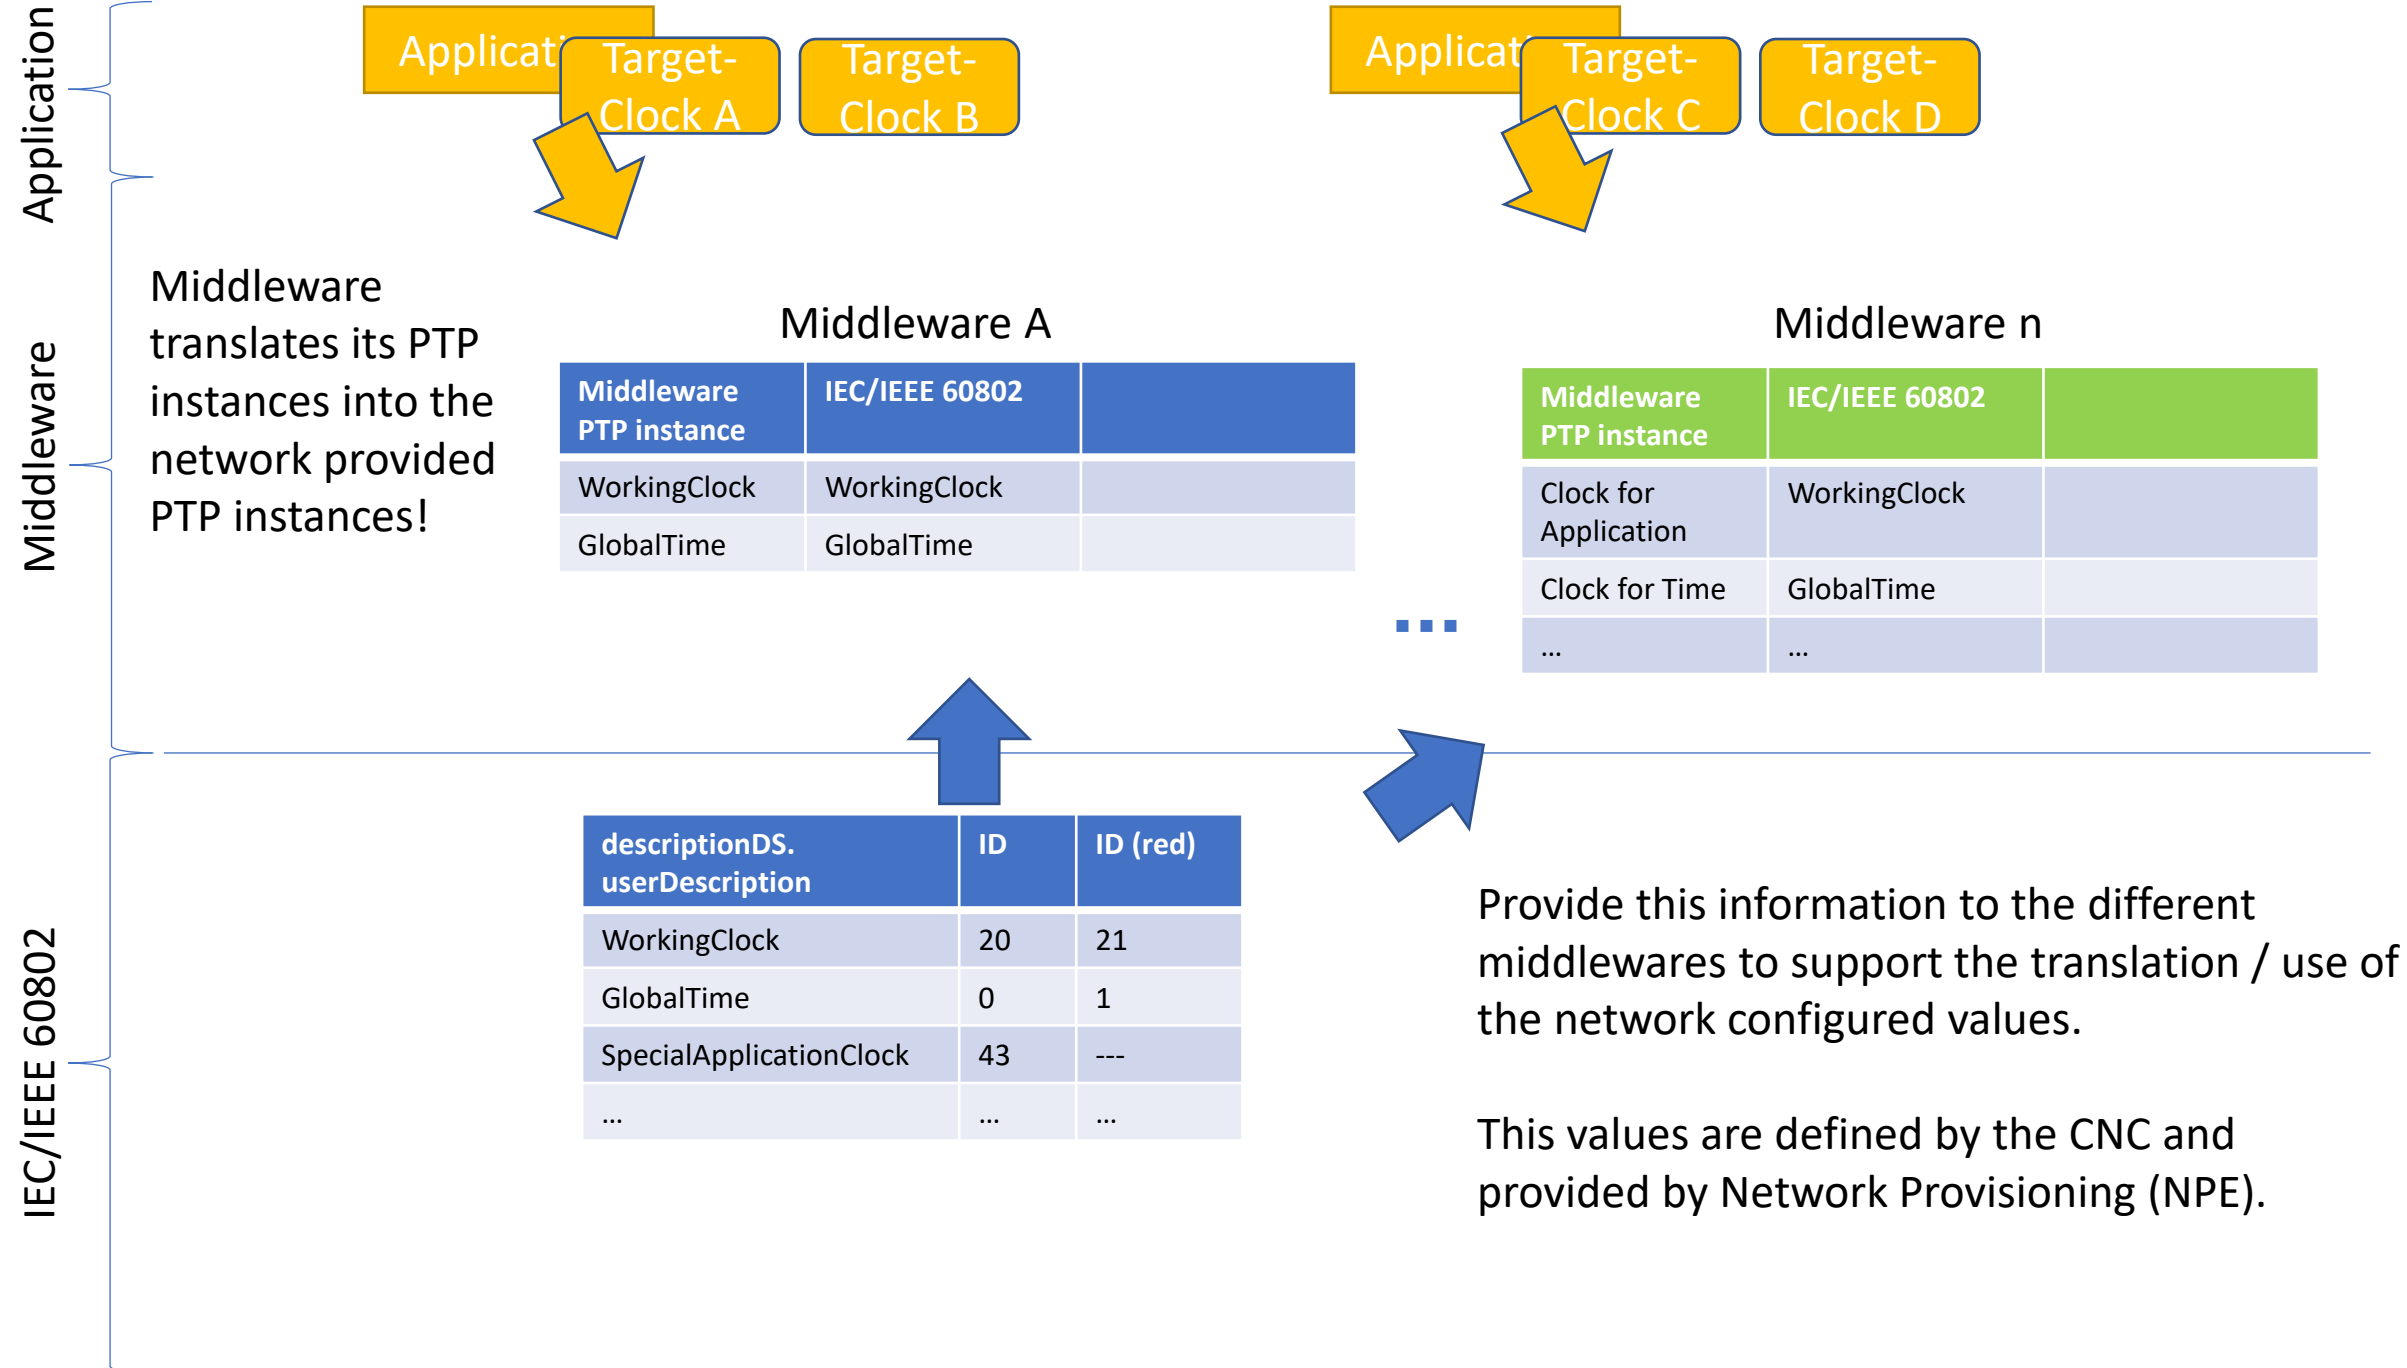 Application
Middleware
IEC/IEEE 60802
Target-
Clock A
Target-
Clock B
Target-
Clock C
Target-
Clock D
Middleware
translates its PTP
instances into the
network provided
PTP instances!
Middleware A
Middleware PTP instance | IEC/IEEE 60802
WorkingClock | WorkingClock
GlobalTime | GlobalTime
...
Middleware n
Middleware PTP instance | IEC/IEEE 60802
Clock for Application | WorkingClock
Clock for Time | GlobalTime
... | ...
descriptionDS. userDescription | ID | ID (red)
WorkingClock | 20 | 21
GlobalTime | 0 | 1
SpecialApplicationClock | 43 | ---
... | ... | ...
Provide this information to the different
middlewares to support the translation / use of
the network configured values.
This values are defined by the CNC and
provided by Network Provisioning (NPE).